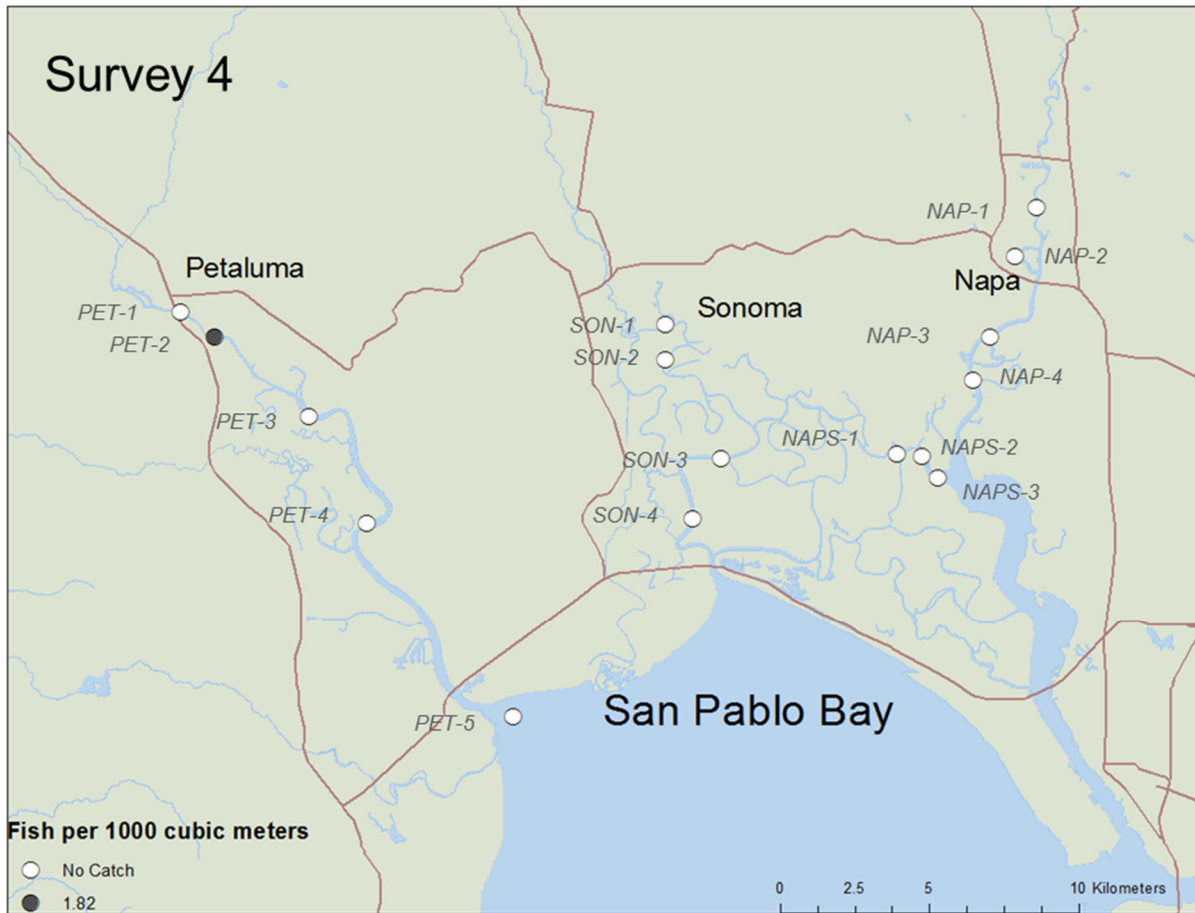 Survey 4
NAP-1
NAP-2
Petaluma
Napa
PET-1
Sonoma
SON-1
PET-2
NAP-3
SON-2
NAP-4
PET-3
NAPS-1
NAPS-2
SON-3
NAPS-3
PET-4
SON-4
San Pablo Bay
PET-5
Fish per 1000 cubic meters
No Catch
1.82
0 2.5 5 10 Kilometers